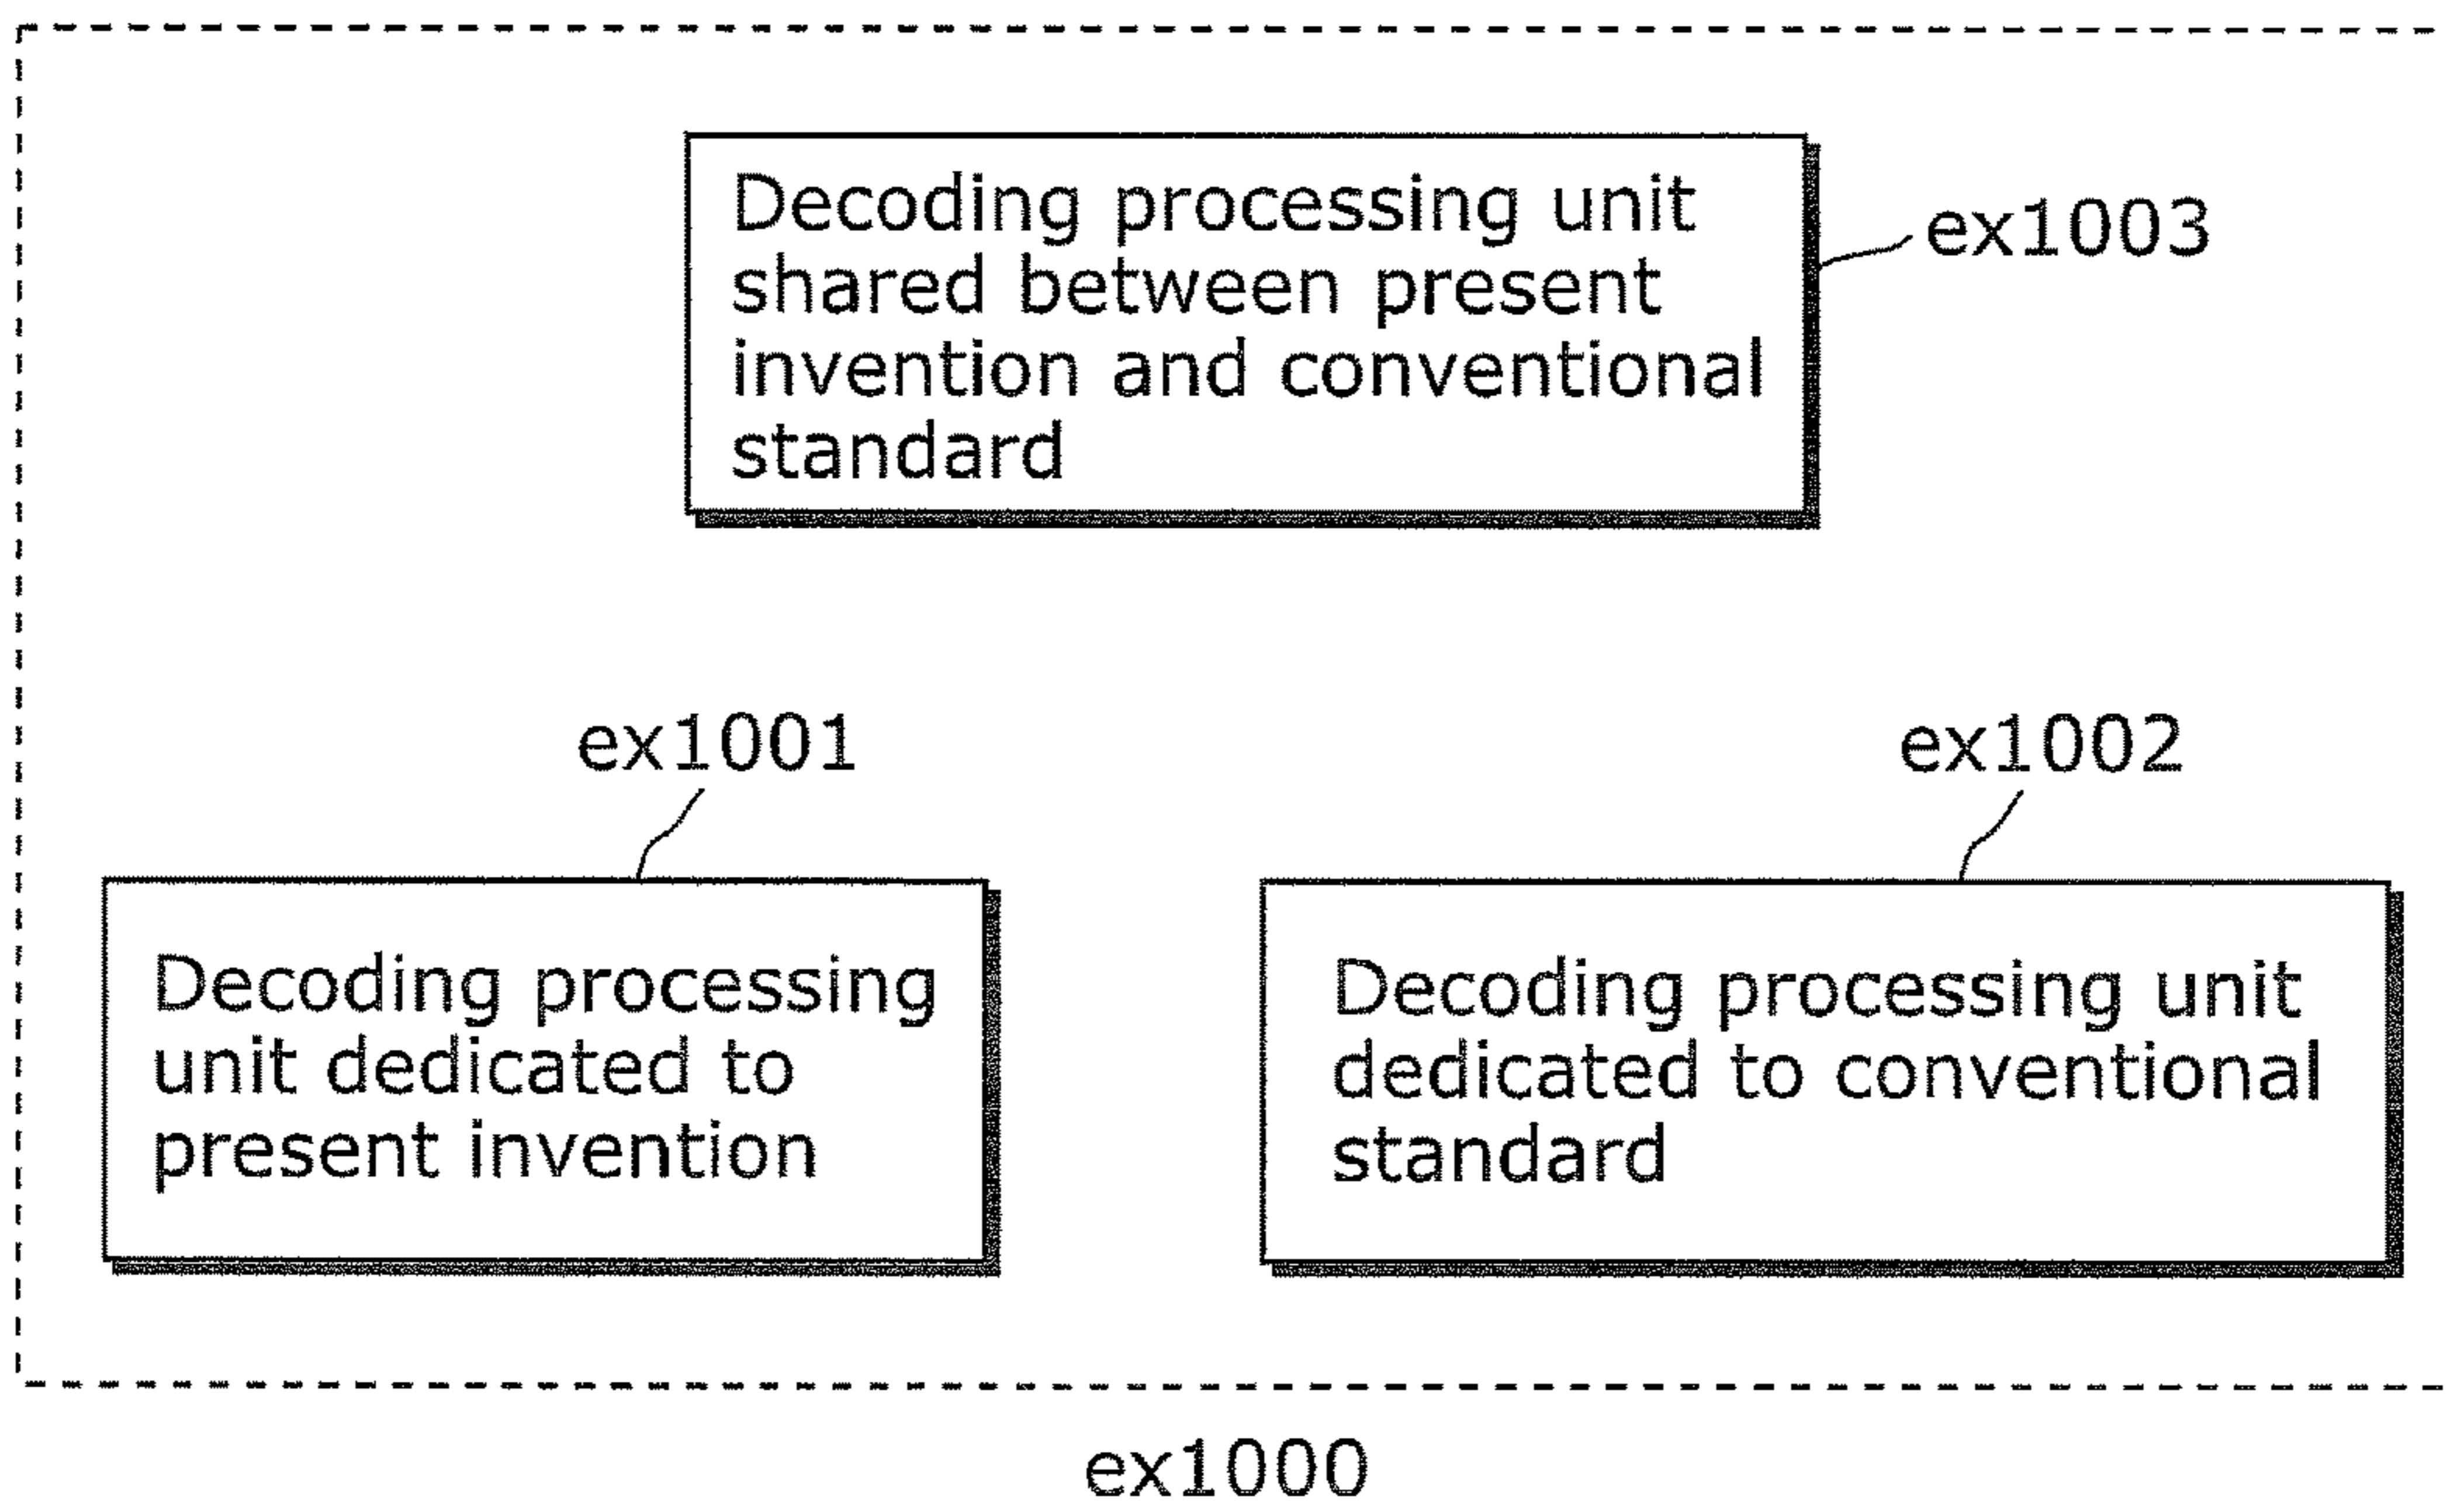 Decoding processing unit
shared between present
invention and conventional
standard
ex1003
ex1001
ex1002
Decoding processing
unit dedicated to
present invention
Decoding processing unit
dedicated to conventional
standard
ex1000